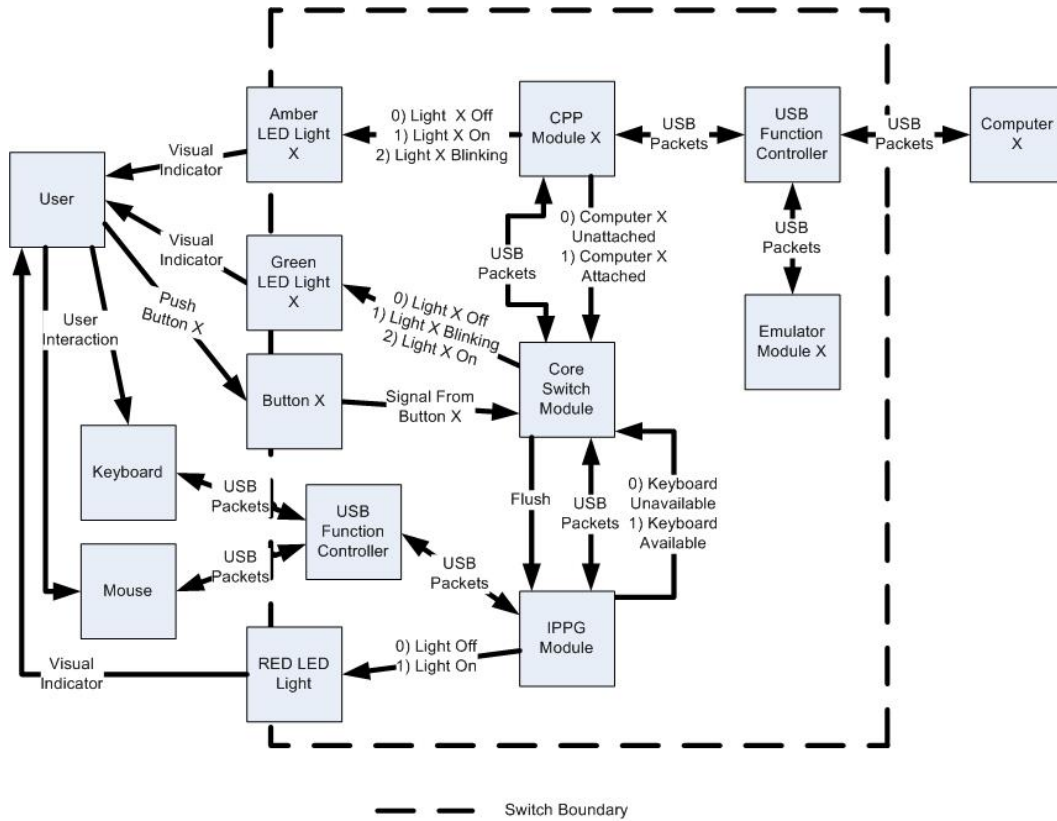 Amber
LED Light
X
0) Light X Off
1) Light X On
2) Light X Blinking
CPP
Module X
USB
Packets
USB
Function
Controller
USB
Packets
Computer
X
Visual
Indicator
User
Visual
Indicator
Green
LED Light
X
USB
Packets
0) Computer X
Unattached
1) Computer X
Attached
USB
Packets
Push
Button X
User
Interaction
0) Light X Off
1) Light X Blinking
2) Light X On
Emulator
Module X
Button X
Signal From
Button X
Core
Switch
Module
Keyboard
USB
Packets
USB
Function
Controller
Flush
USB
Packets
0) Keyboard
Unavailable
1) Keyboard
Available
Mouse
USB
Packets
USB
Packets
IPPG
Module
Visual
Indicator
RED LED
Light
0) Light Off
1) Light On
Switch Boundary